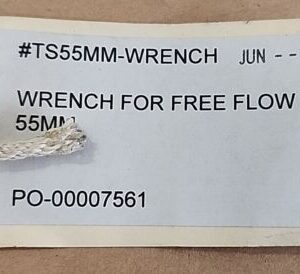 #TS55MM-WRENCH JUN --
WRENCH FOR FREE FLOW
55MM
PO-00007561